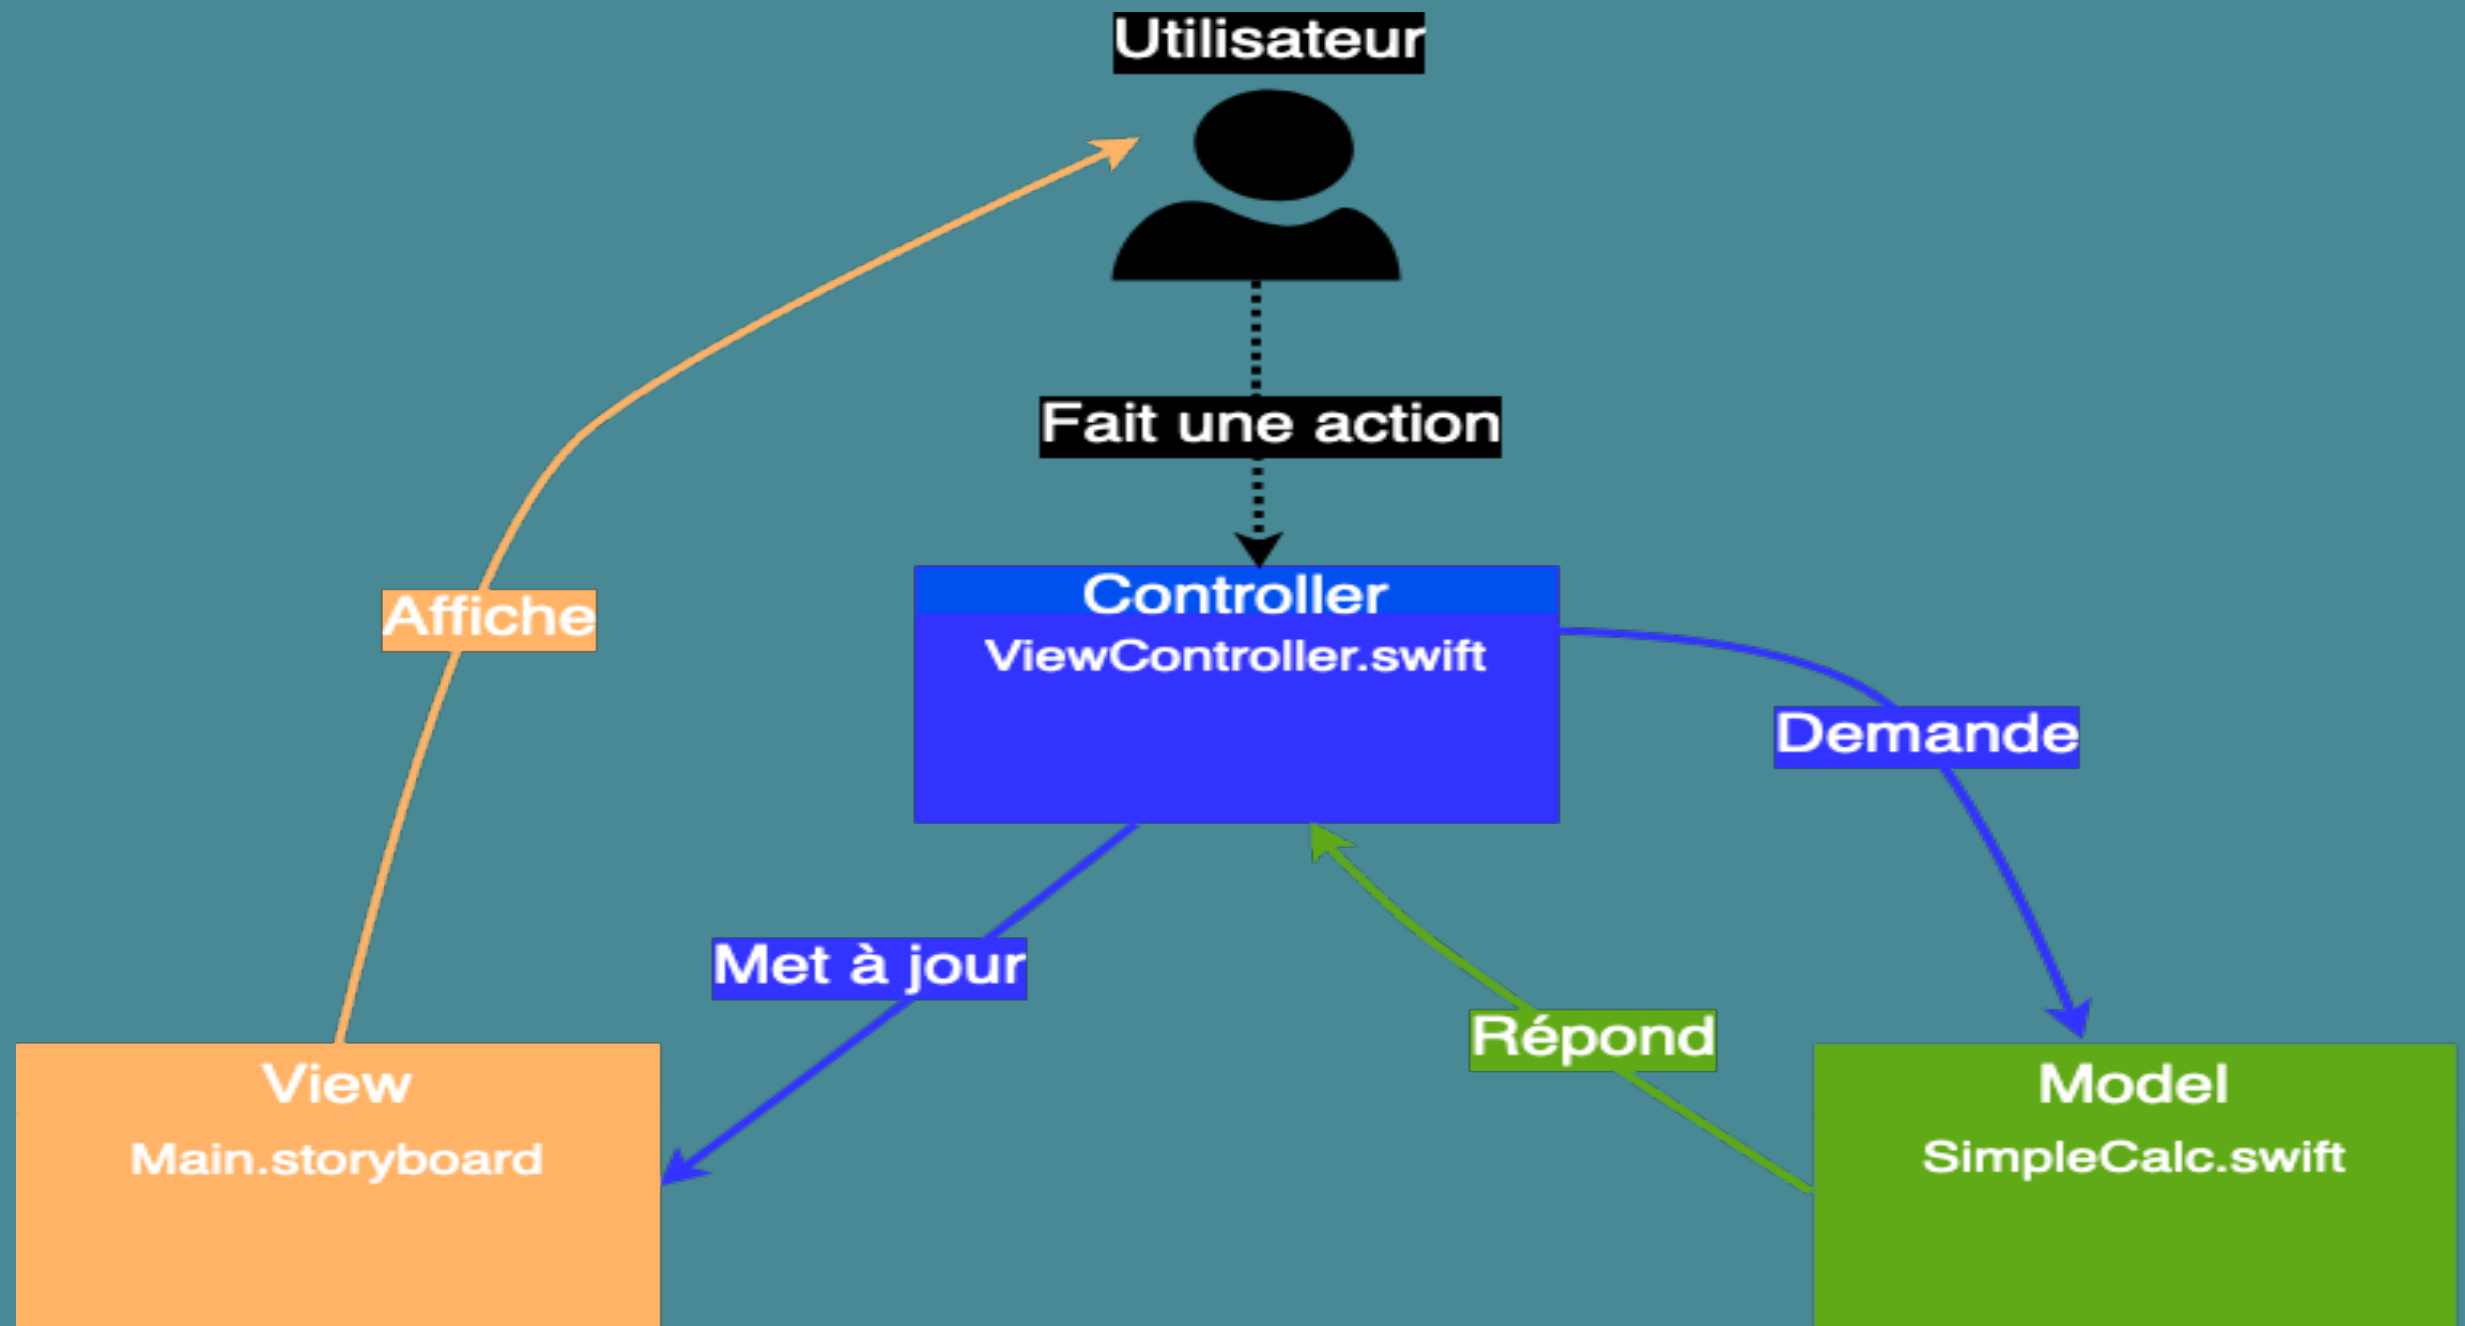 Utilisateur
Fait une action
Controller
ViewController.swift
Affiche
Demande
Met à jour
Répond
View
Main.storyboard
Model
SimpleCalc.swift